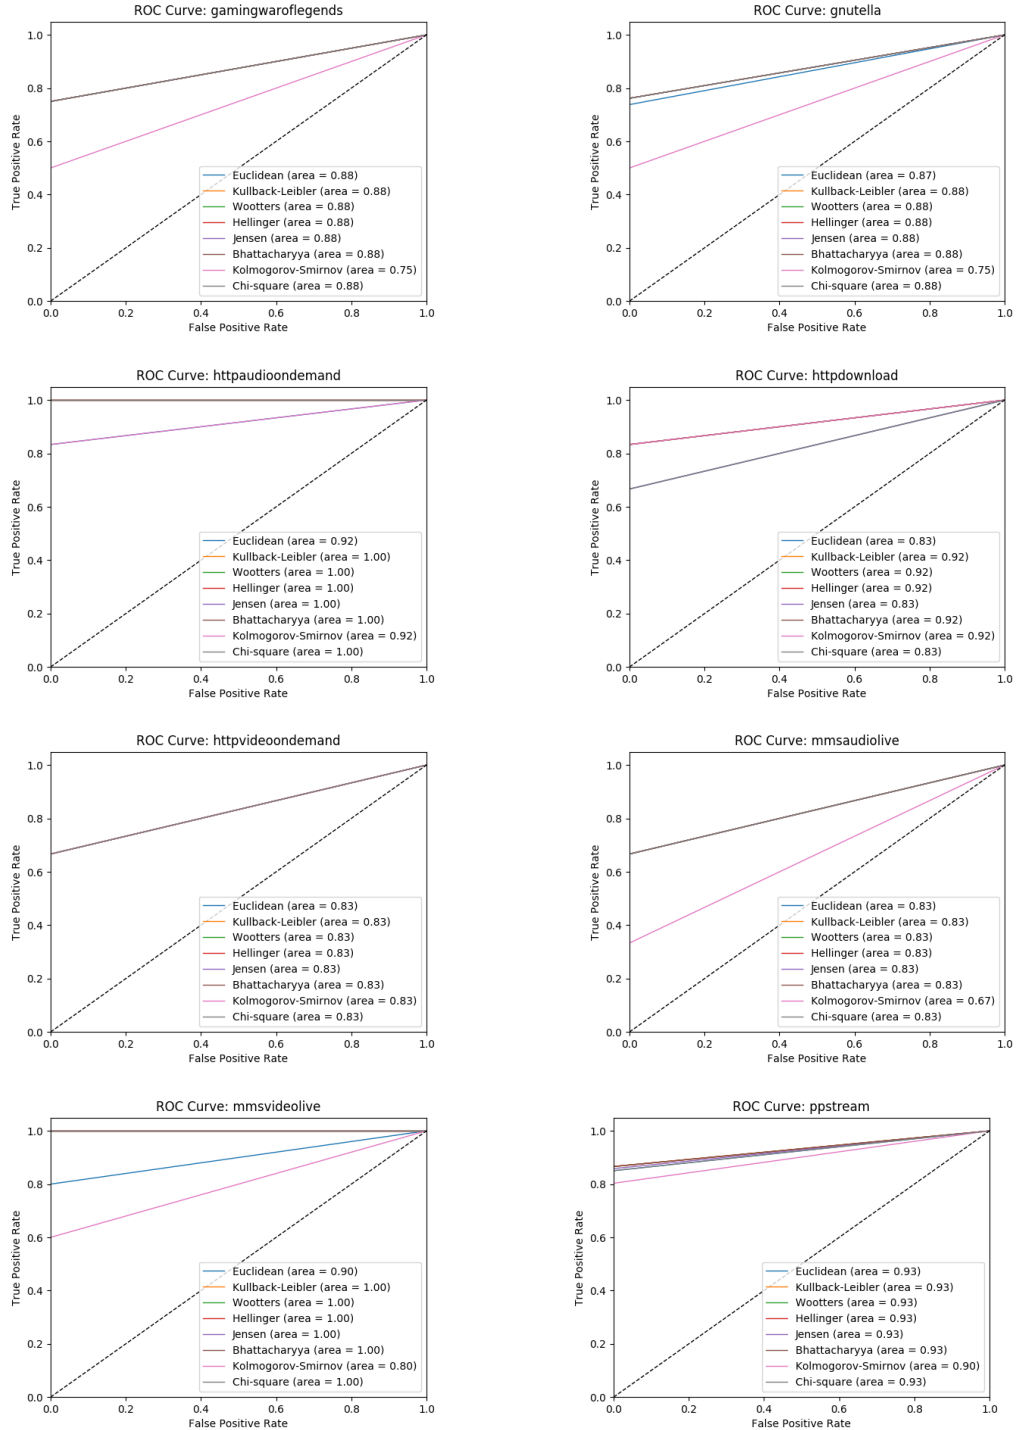 ROC Curve: gamingwaroflegends
True Positive Rate
1.0
0.8
0.6
0.4
0.2
0.0
Euclidean (area = 0.88)
Kullback-Leibler (area = 0.88)
Wootters (area = 0.88)
Hellinger (area = 0.88)
Jensen (area = 0.88)
Bhattacharyya (area = 0.88)
Kolmogorov-Smirnov (area = 0.75)
Chi-square (area = 0.88)
0.0 0.2 0.4 0.6 0.8 1.0
False Positive Rate
ROC Curve: gnutella
True Positive Rate
1.0
0.8
0.6
0.4
0.2
0.0
Euclidean (area = 0.87)
Kullback-Leibler (area = 0.88)
Wootters (area = 0.88)
Hellinger (area = 0.88)
Jensen (area = 0.88)
Bhattacharyya (area = 0.88)
Kolmogorov-Smirnov (area = 0.75)
Chi-square (area = 0.88)
0.0 0.2 0.4 0.6 0.8 1.0
False Positive Rate
ROC Curve: httpaudioondemand
True Positive Rate
1.0
0.8
0.6
0.4
0.2
0.0
Euclidean (area = 0.92)
Kullback-Leibler (area = 1.00)
Wootters (area = 1.00)
Hellinger (area = 1.00)
Jensen (area = 1.00)
Bhattacharyya (area = 1.00)
Kolmogorov-Smirnov (area = 0.92)
Chi-square (area = 1.00)
0.0 0.2 0.4 0.6 0.8 1.0
False Positive Rate
ROC Curve: httpdownload
True Positive Rate
1.0
0.8
0.6
0.4
0.2
0.0
Euclidean (area = 0.83)
Kullback-Leibler (area = 0.92)
Wootters (area = 0.92)
Hellinger (area = 0.92)
Jensen (area = 0.83)
Bhattacharyya (area = 0.92)
Kolmogorov-Smirnov (area = 0.92)
Chi-square (area = 0.83)
0.0 0.2 0.4 0.6 0.8 1.0
False Positive Rate
ROC Curve: httpvideoondemand
True Positive Rate
1.0
0.8
0.6
0.4
0.2
0.0
Euclidean (area = 0.83)
Kullback-Leibler (area = 0.83)
Wootters (area = 0.83)
Hellinger (area = 0.83)
Jensen (area = 0.83)
Bhattacharyya (area = 0.83)
Kolmogorov-Smirnov (area = 0.83)
Chi-square (area = 0.83)
0.0 0.2 0.4 0.6 0.8 1.0
False Positive Rate
ROC Curve: mmsaudiolive
True Positive Rate
1.0
0.8
0.6
0.4
0.2
0.0
Euclidean (area = 0.83)
Kullback-Leibler (area = 0.83)
Wootters (area = 0.83)
Hellinger (area = 0.83)
Jensen (area = 0.83)
Bhattacharyya (area = 0.83)
Kolmogorov-Smirnov (area = 0.67)
Chi-square (area = 0.83)
0.0 0.2 0.4 0.6 0.8 1.0
False Positive Rate
ROC Curve: mmsvideolive
True Positive Rate
1.0
0.8
0.6
0.4
0.2
0.0
Euclidean (area = 0.90)
Kullback-Leibler (area = 1.00)
Wootters (area = 1.00)
Hellinger (area = 1.00)
Jensen (area = 1.00)
Bhattacharyya (area = 1.00)
Kolmogorov-Smirnov (area = 0.80)
Chi-square (area = 1.00)
0.0 0.2 0.4 0.6 0.8 1.0
False Positive Rate
ROC Curve: ppstream
True Positive Rate
1.0
0.8
0.6
0.4
0.2
0.0
Euclidean (area = 0.93)
Kullback-Leibler (area = 0.93)
Wootters (area = 0.93)
Hellinger (area = 0.93)
Jensen (area = 0.93)
Bhattacharyya (area = 0.93)
Kolmogorov-Smirnov (area = 0.90)
Chi-square (area = 0.93)
0.0 0.2 0.4 0.6 0.8 1.0
False Positive Rate